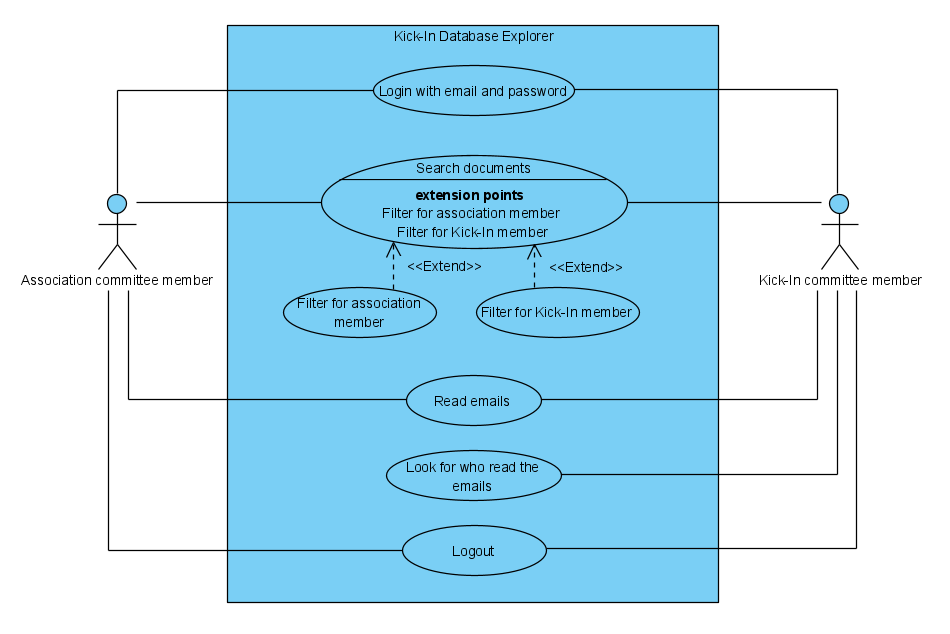 Kick-In Database Explorer
Login with email and password
Search documents
extension points
Filter for association member
Filter for Kick-In member
<<Extend>>
<<Extend>>
Association committee member
Kick-In committee member
Filter for association
member
Filter for Kick-In member
Read emails
Look for who read the
emails
Logout